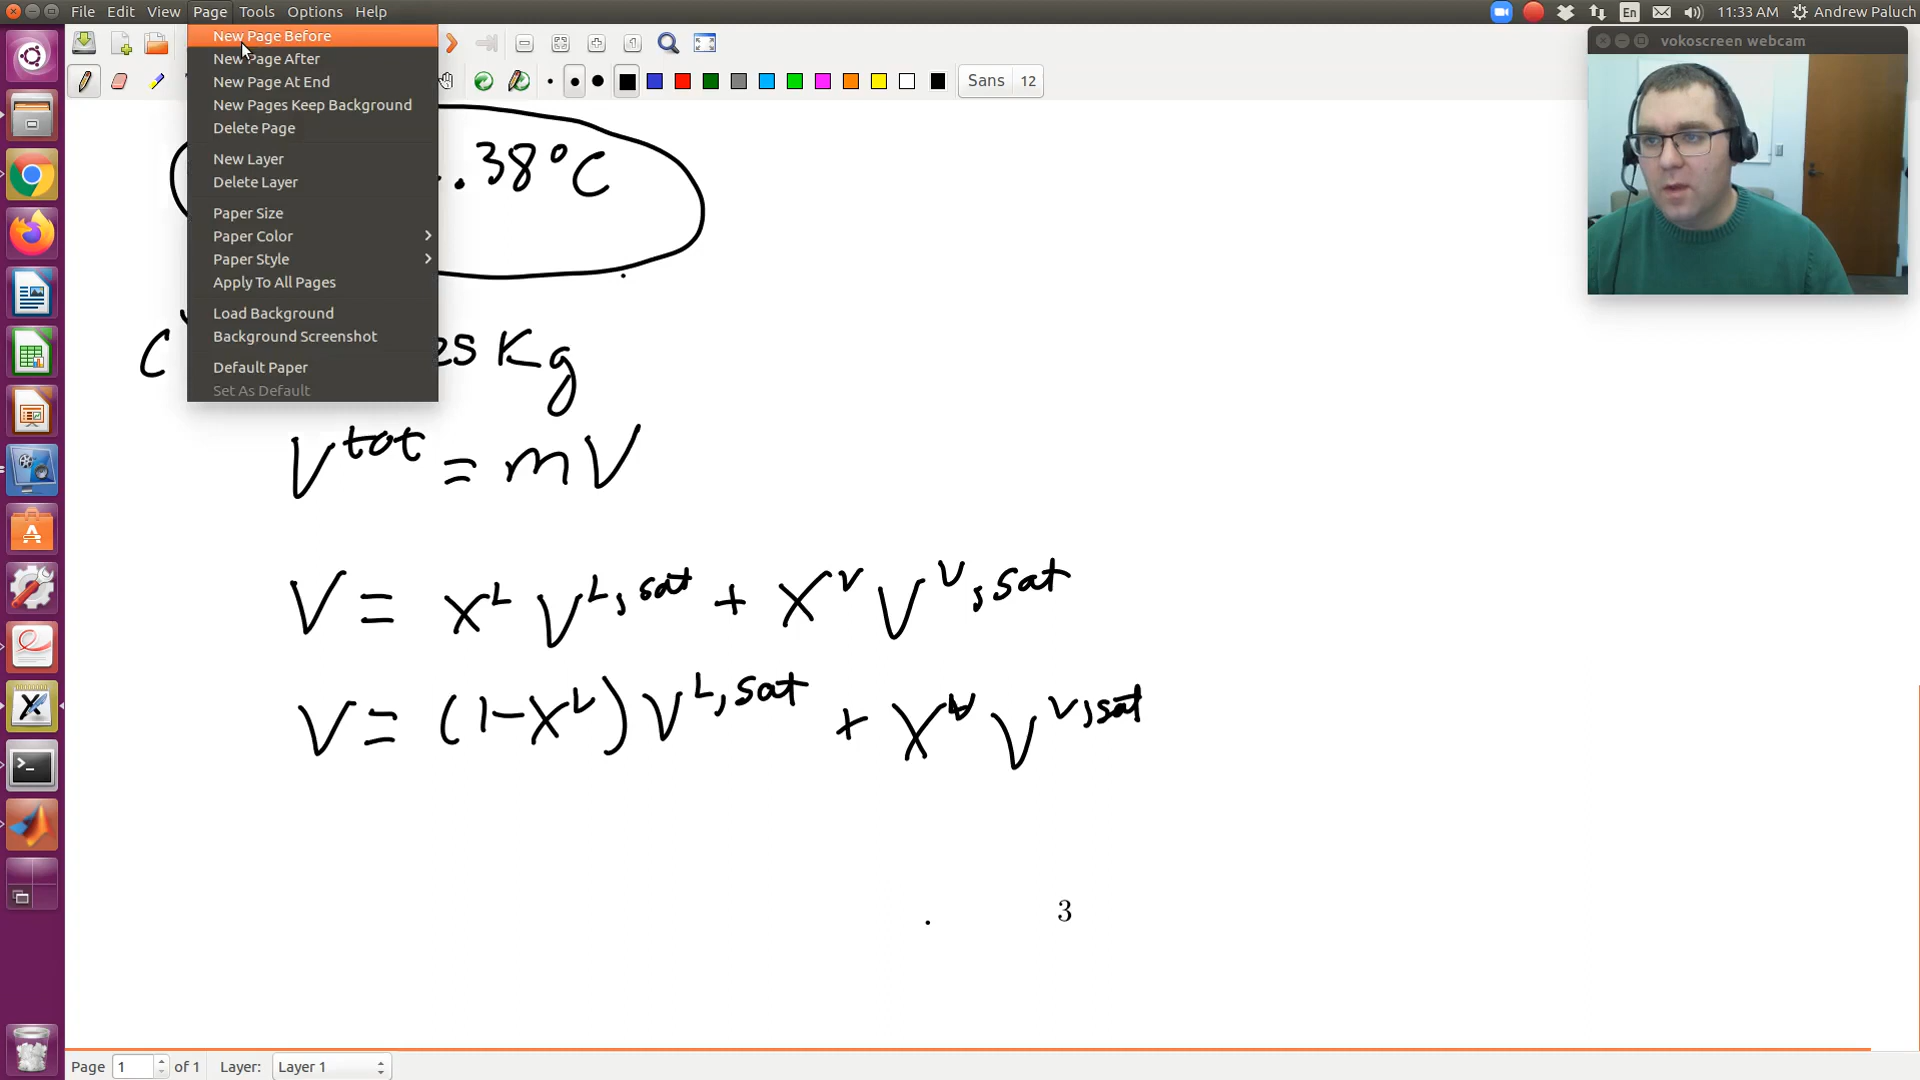 File Edit View Page Tools Options Help
En 11:33 AM Andrew Paluch
New Page Before
New Page After
New Page At End
New Pages Keep Background
Delete Page
New Layer
Delete Layer
Paper Size
Paper Color
Paper Style
Apply To All Pages
Load Background
Background Screenshot
Default Paper
Set As Default
Sans 12
vokoscreen webcam
.38°C
Kg
V^tot = mV
V = X^L V^L,sat + X^V V^V,sat
V = (1-X^L) V^L,sat + X^V V^V,sat
3
Page 1 of 1 Layer: Layer 1